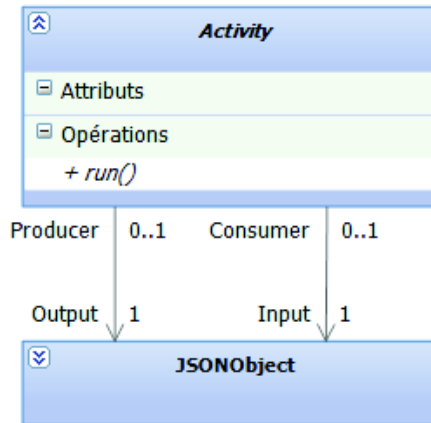 Activity
Attributs
Opérations
+ run()
Producer 0..1 Consumer 0..1
Output 1 Input 1
JSONObject